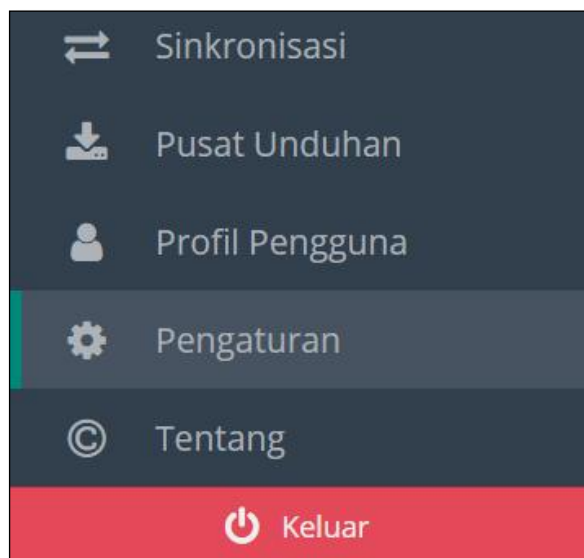 Sinkronisasi
Pusat Unduhan
Profil Pengguna
Pengaturan
Tentang
Keluar